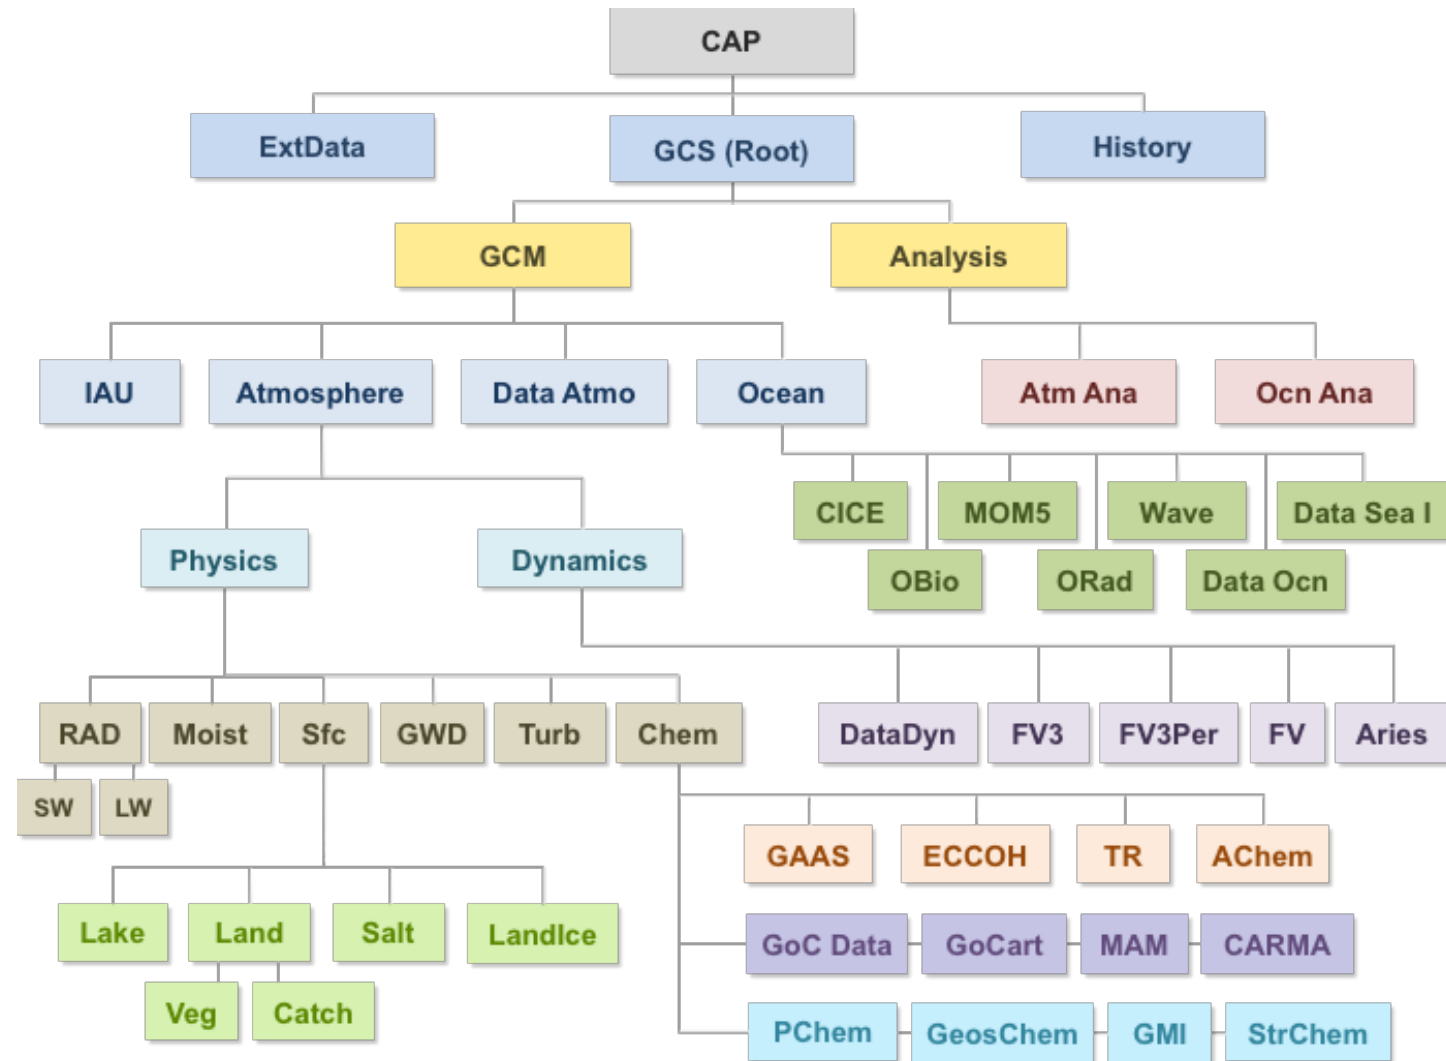 CAP
ExtData
GCS (Root)
History
GCM
Analysis
IAU
Atmosphere
Data Atmo
Ocean
Atm Ana
Ocn Ana
CICE
MOM5
Wave
Data Sea I
OBio
ORad
Data Ocn
Physics
Dynamics
RAD
Moist
Sfc
GWD
Turb
Chem
DataDyn
FV3
FV3Per
FV
Aries
SW
LW
GAAS
ECCOH
TR
AChem
Lake
Land
Salt
LandIce
GoC Data
GoCart
MAM
CARMA
Veg
Catch
PChem
GeosChem
GMI
StrChem